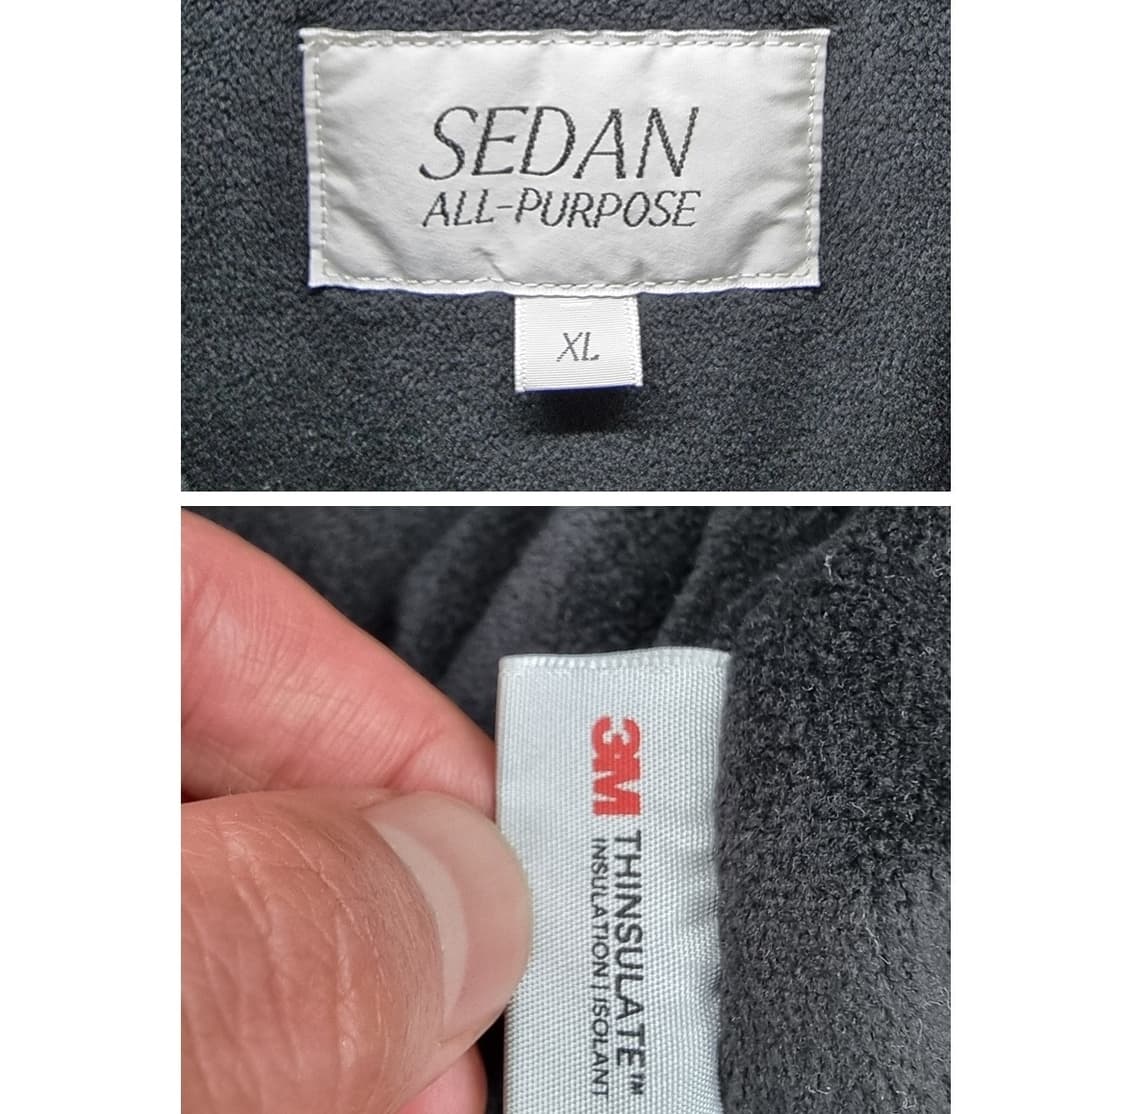 SEDAN
ALL-PURPOSE
XL
3M THINSULATE™
INSULATION | ISOLANT